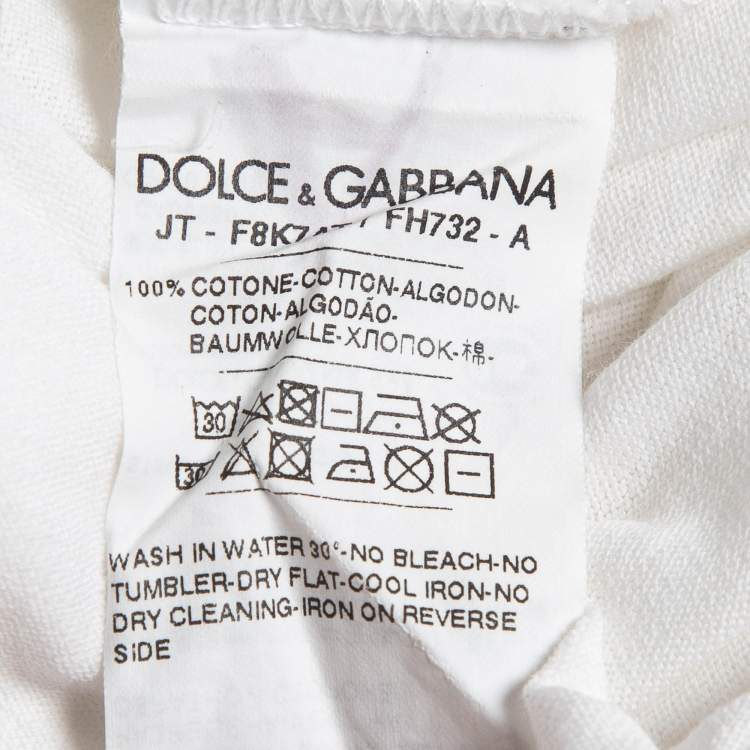 DOLCE & GABBANA
JT - FH732 - A
100% COTONE-COTTON-ALGODON-
COTON-ALGODÃO-
BAUMWOLLE-ХЛОПОК-棉-
30
30
WASH IN WATER 30°-NO BLEACH-NO
TUMBLER-DRY FLAT-COOL IRON-NO
DRY CLEANING-IRON ON REVERSE
SIDE